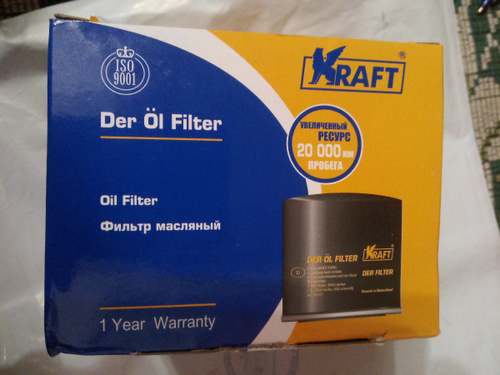 ISO
9001
KRAFT®
Der Öl Filter
УВЕЛИЧЕННЫЙ
РЕСУРС
20 000 км
ПРОБЕГА
Oil Filter
Фильтр масляный
DER ÖL FILTER
KRAFT
DER FILTER
1 Year Warranty